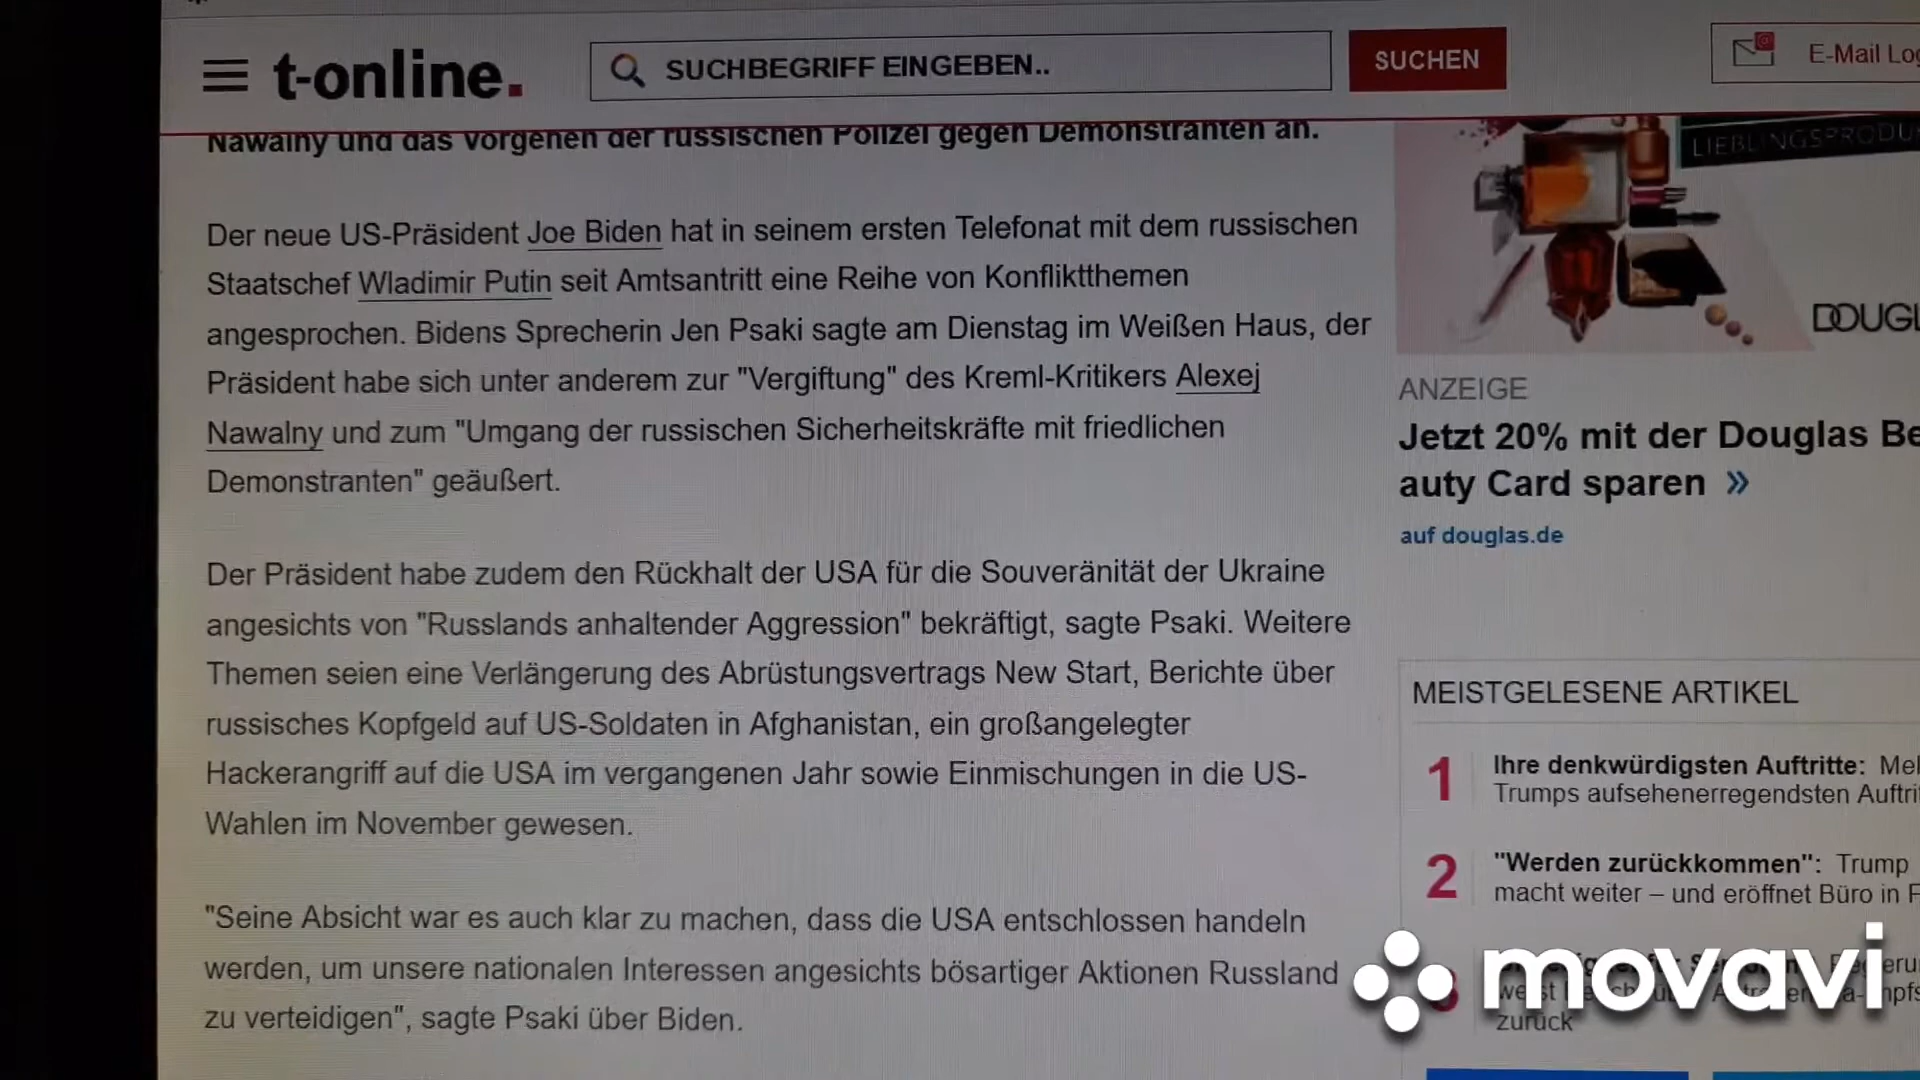 t-online.
SUCHBEGRIFF EINGEBEN..
SUCHEN
E-Mail
Nawalny und das Vorgehen der russischen Polizei gegen Demonstranten an.
Der neue US-Präsident Joe Biden hat in seinem ersten Telefonat mit dem russischen
Staatschef Wladimir Putin seit Amtsantritt eine Reihe von Konfliktthemen
angesprochen. Bidens Sprecherin Jen Psaki sagte am Dienstag im Weißen Haus, der
Präsident habe sich unter anderem zur "Vergiftung" des Kreml-Kritikers Alexej
Nawalny und zum "Umgang der russischen Sicherheitskräfte mit friedlichen
Demonstranten" geäußert.
Der Präsident habe zudem den Rückhalt der USA für die Souveränität der Ukraine
angesichts von "Russlands anhaltender Aggression" bekräftigt, sagte Psaki. Weitere
Themen seien eine Verlängerung des Abrüstungsvertrags New Start, Berichte über
russisches Kopfgeld auf US-Soldaten in Afghanistan, ein großangelegter
Hackerangriff auf die USA im vergangenen Jahr sowie Einmischungen in die US-
Wahlen im November gewesen.
"Seine Absicht war es auch klar zu machen, dass die USA entschlossen handeln
werden, um unsere nationalen Interessen angesichts bösartiger Aktionen Russland
zu verteidigen", sagte Psaki über Biden.
LIEBLINGSPRODU
DOUGL
ANZEIGE
Jetzt 20% mit der Douglas Be
auty Card sparen »
auf douglas.de
MEISTGELESENE ARTIKEL
1 Ihre denkwürdigsten Auftritte: Mel
Trumps aufsehenerregendsten Auftri
2 "Werden zurückkommen": Trump
macht weiter – und eröffnet Büro in F
3
zurück
movavi